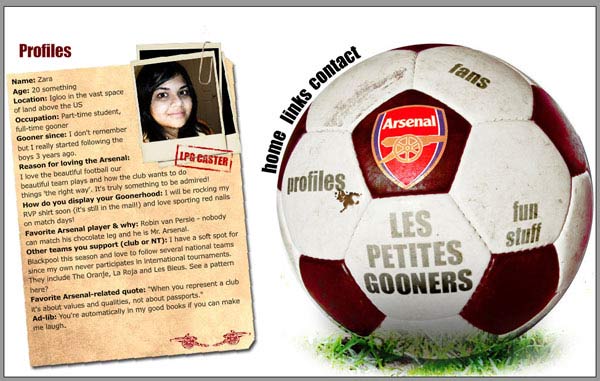 Profiles
Name: Zara
Age: 20 something
Location: Igloo in the vast space
of land above the US
Occupation: Part-time student,
full-time gooner
Gooner since: I don't remember
but I really started following the
boys 3 years ago.
Reason for loving the Arsenal:
I love the beautiful football our
beautiful team plays and how the club wants to do
things 'the right way'. It's truly something to be admired!
How do you display your Goonerhood: I will be rocking my
RVP shirt soon (it's still in the mail!) and love sporting red nails
on match days!
Favorite Arsenal player & why: Robin van Persie - nobody
can match his chocolate leg and he is Mr. Arsenal.
Other teams you support (club or NT): I have a soft spot for
Blackpool this season and love to follow several national teams
since my own never participates in international tournaments.
They include The Oranje, La Roja and Les Bleus. See a pattern
here?
Favorite Arsenal-related quote: "When you represent a club
it's about values and qualities, not about passports."
Ad-lib: You're automatically in my good books if you can make
me laugh.
LPG CASTER
home links contact
fans
Arsenal
profiles
fun
stuff
LES
PETITES
GOONERS